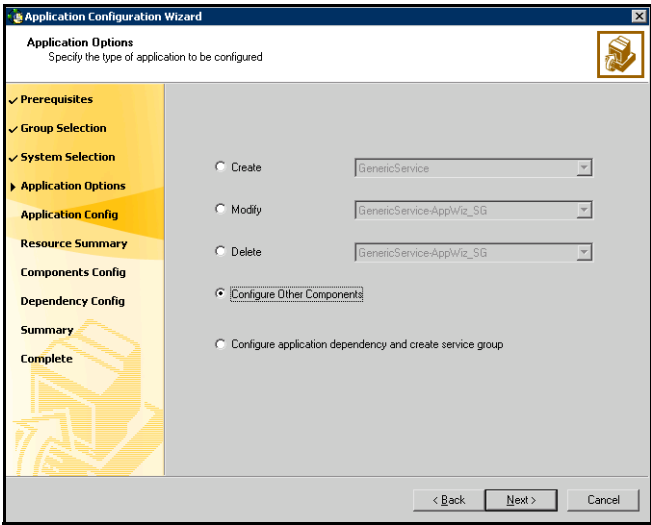 Application Configuration Wizard
Application Options
Specify the type of application to be configured
Prerequisites
Group Selection
System Selection
Application Options
Application Config
Resource Summary
Components Config
Dependency Config
Summary
Complete
Create
GenericService
Modify
GenericService-AppWiz_SG
Delete
GenericService-AppWiz_SG
Configure Other Components
Configure application dependency and create service group
< Back
Next >
Cancel